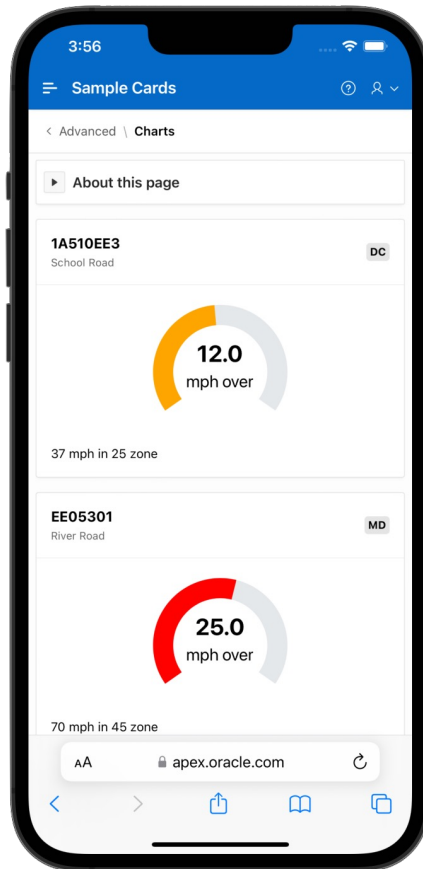 3:56
Sample Cards
Advanced \ Charts
About this page
1A510EE3
DC
School Road
12.0
mph over
37 mph in 25 zone
EE05301
MD
River Road
25.0
mph over
70 mph in 45 zone
AA
apex.oracle.com